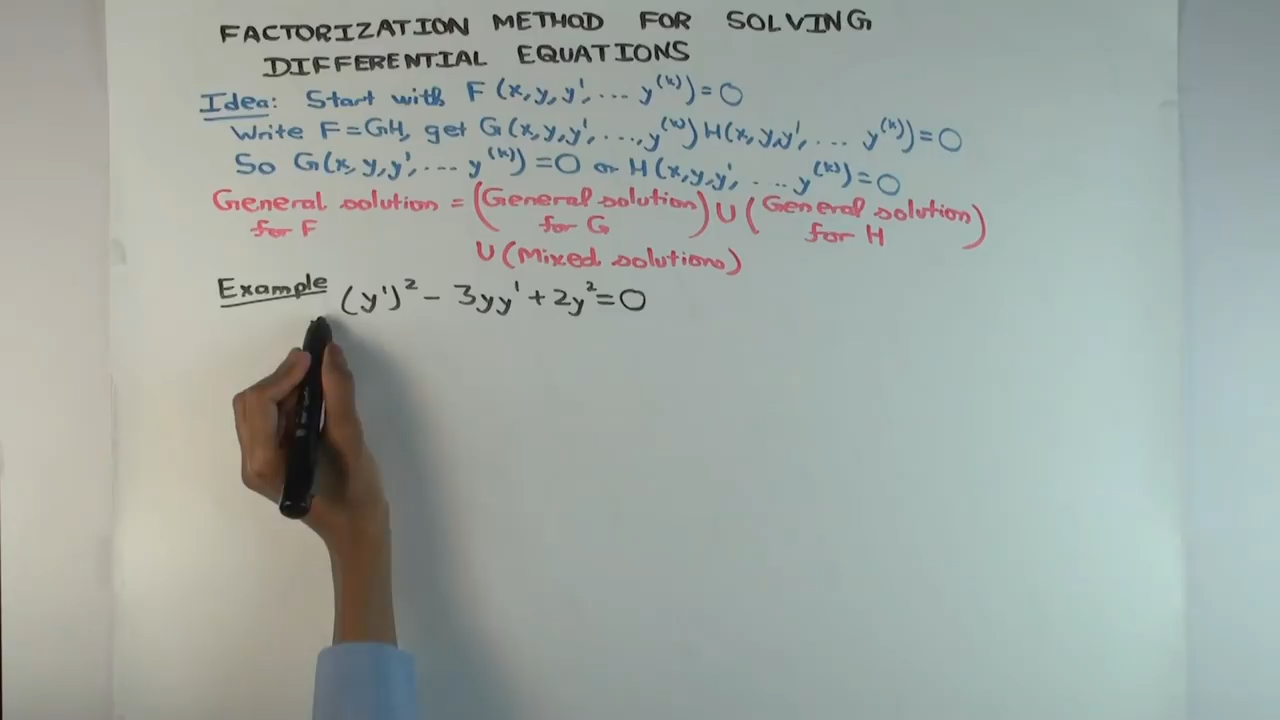 FACTORIZATION METHOD FOR SOLVING
DIFFERENTIAL EQUATIONS
Idea: Start with F(x,y,y',...y^(k))=0
Write F=GH, get G(x,y,y',...,y^(k))H(x,y,y',...y^(k))=0
So G(x,y,y',...y^(k))=0 or H(x,y,y',...y^(k))=0
General solution for F = (General solution for G) U (General solution for H)
U (Mixed solutions)
Example (y')² - 3yy' + 2y² = 0